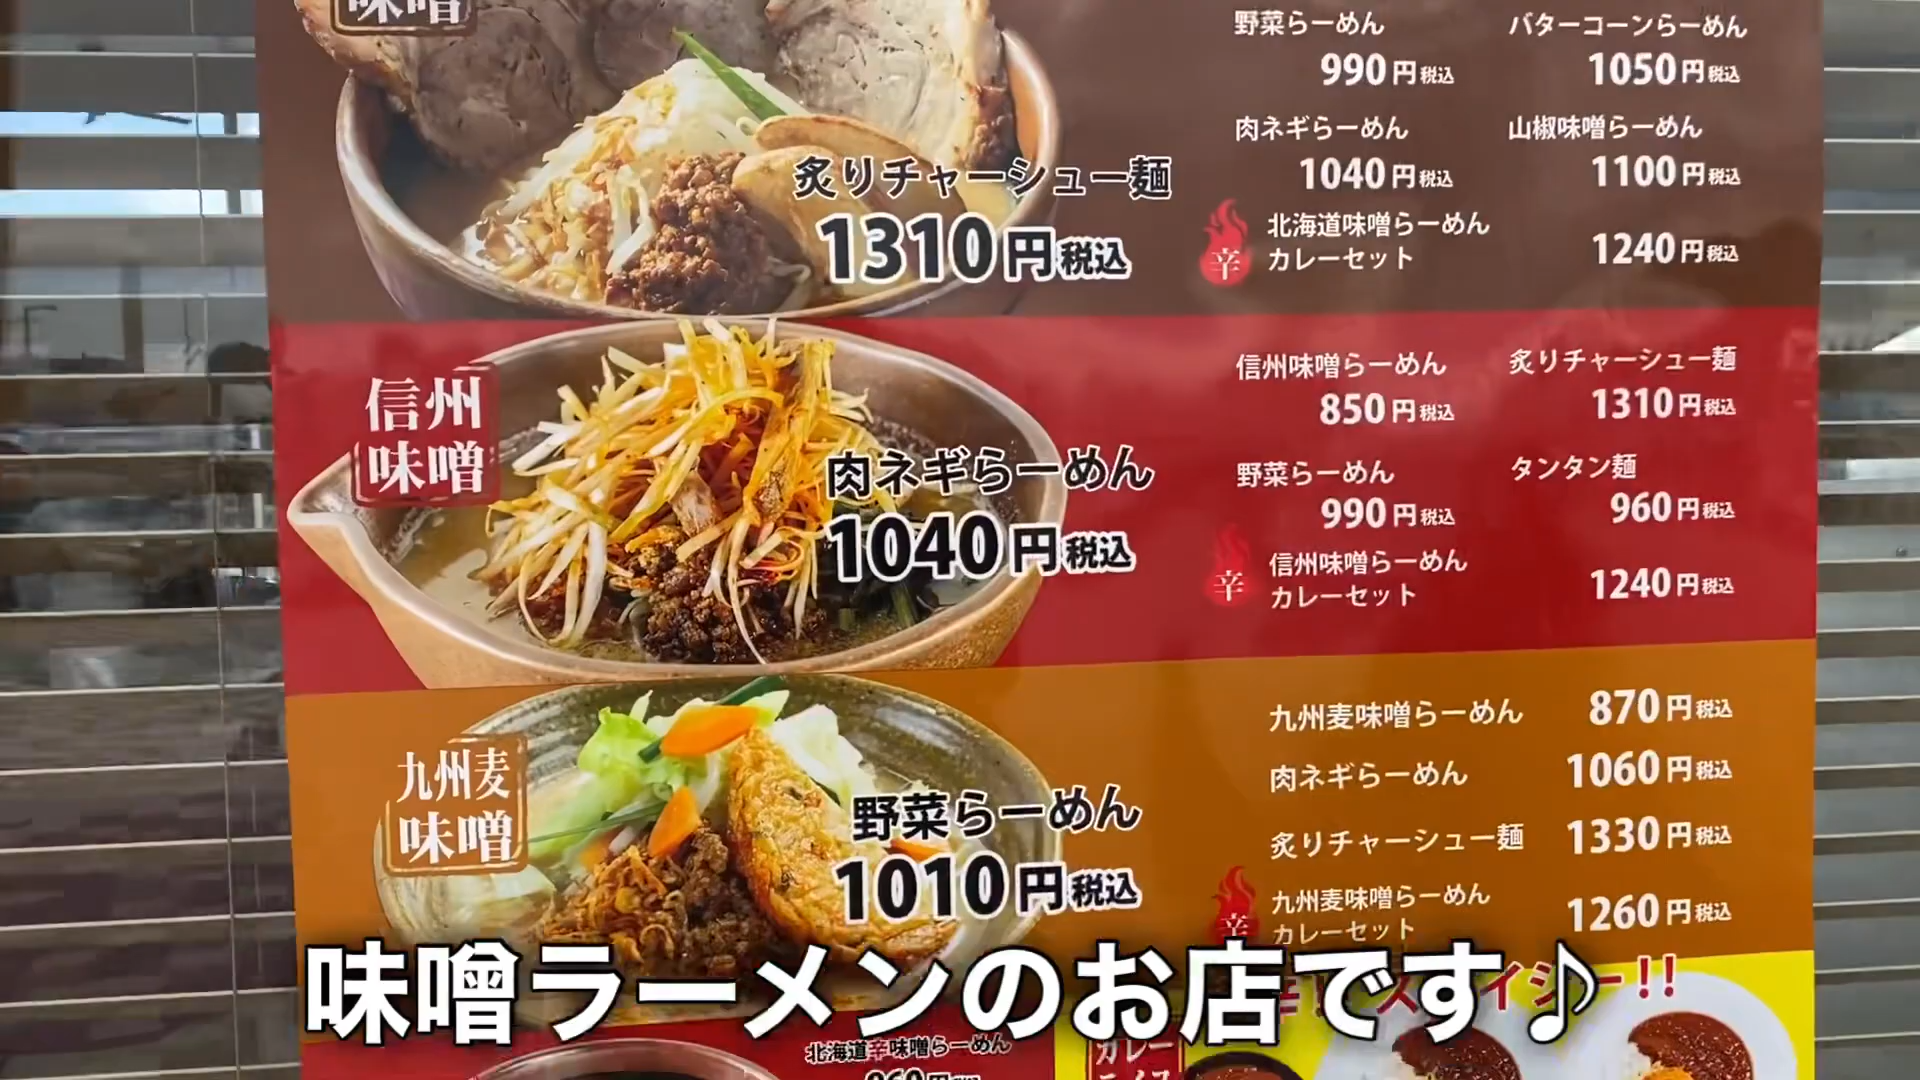 味噌
炙りチャーシュー麺
1310円税込
野菜らーめん
990円税込
バターコーンらーめん
1050円税込
肉ネギらーめん
1040円税込
山椒味噌らーめん
1100円税込
辛
北海道味噌らーめん
カレーセット
1240円税込
信州
味噌
肉ネギらーめん
1040円税込
信州味噌らーめん
850円税込
炙りチャーシュー麺
1310円税込
野菜らーめん
990円税込
タンタン麺
960円税込
辛
信州味噌らーめん
カレーセット
1240円税込
九州麦
味噌
野菜らーめん
1010円税込
九州麦味噌らーめん
870円税込
肉ネギらーめん
1060円税込
炙りチャーシュー麺
1330円税込
辛
九州麦味噌らーめん
カレーセット
1260円税込
味噌ラーメンのお店です♪
北海道辛味噌らーめん
カレー